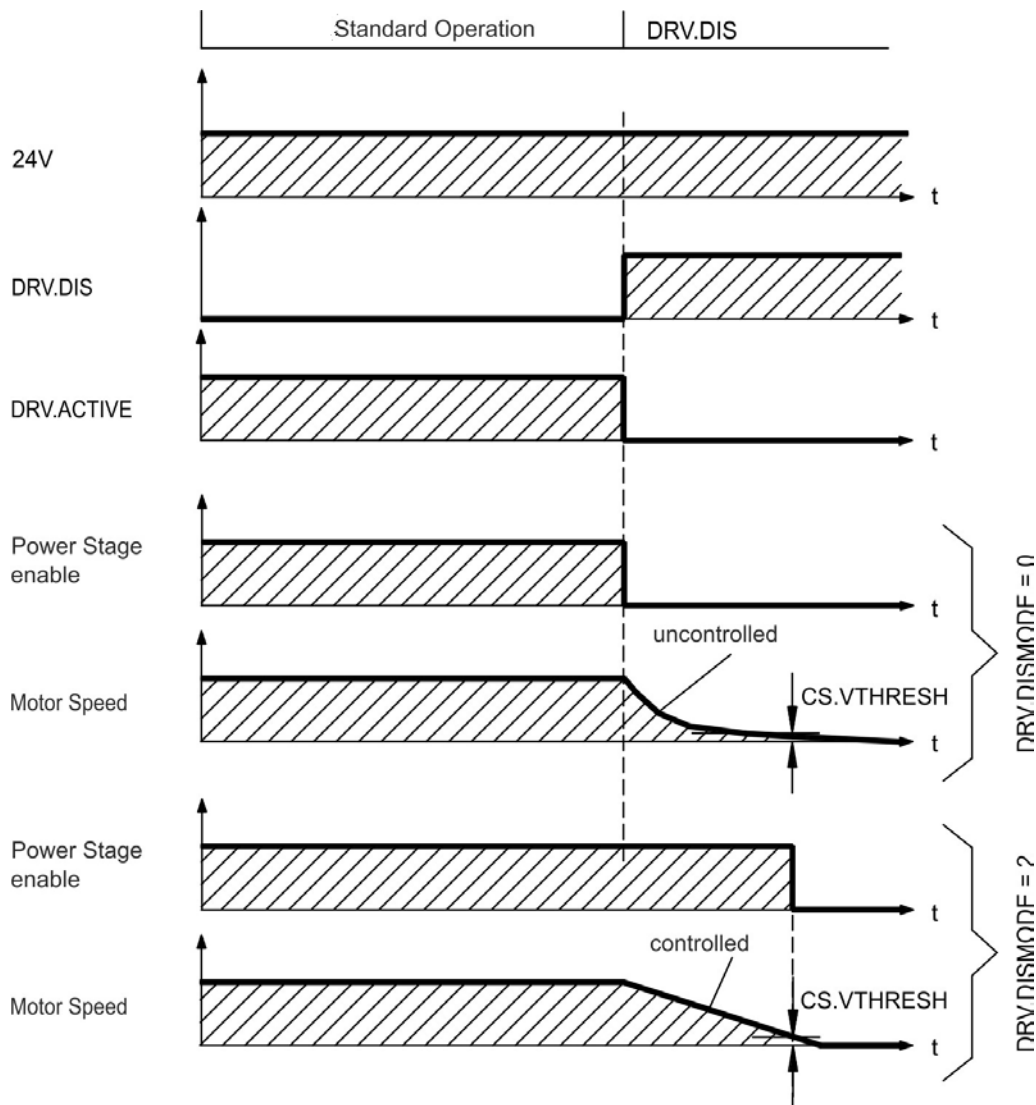 Standard Operation
DRV.DIS
24V
t
DRV.DIS
t
DRV.ACTIVE
t
Power Stage
enable
t
uncontrolled
Motor Speed
CS.VTHRESH
t
DRV.DISMODE = 0
Power Stage
enable
t
controlled
Motor Speed
CS.VTHRESH
t
DRV.DISMODE = 2